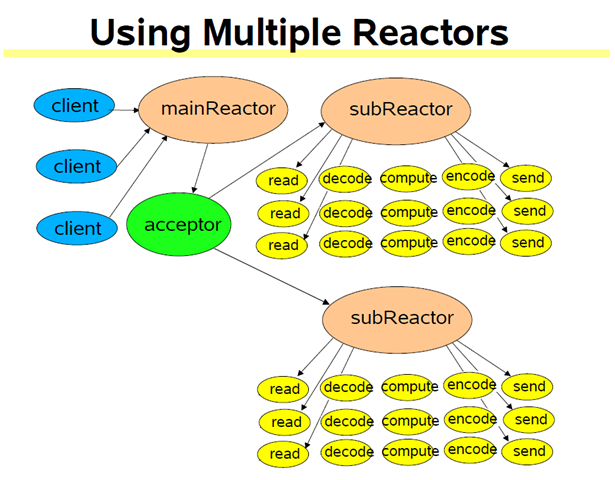 Using Multiple Reactors
client
mainReactor
subReactor
client
read decode compute encode send
client
acceptor
read decode compute encode send
read decode compute encode send
subReactor
read decode compute encode send
read decode compute encode send
read decode compute encode send